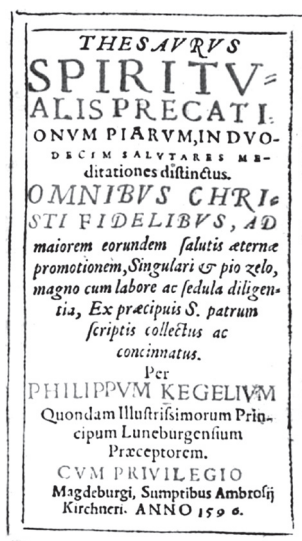 THESAVRVS
SPIRITV=
ALIS PRECATI
ONVM PIARVM, IN DVO-
DECIM SALVTARES ME-
ditationes distinctus.
OMNIBVS CHRI=
STI FIDELIBVS, AD
maiorem eorundem ſalutis æternæ
promotionem, Singulari & pio zelo,
magno cum labore ac ſedula diligen=
tia, Ex præcipuis S. patrum
ſcriptis collectus ac
concinnatus.
Per
PHILIPPVM KEGELIVM
Quondam Illuſtriſsimorum Prin-
cipum Luneburgenſium
Præceptorem.
CVM PRIVILEGIO
Magdeburgi, Sumptibus Ambroſij
Kirchneri. ANNO 1596.